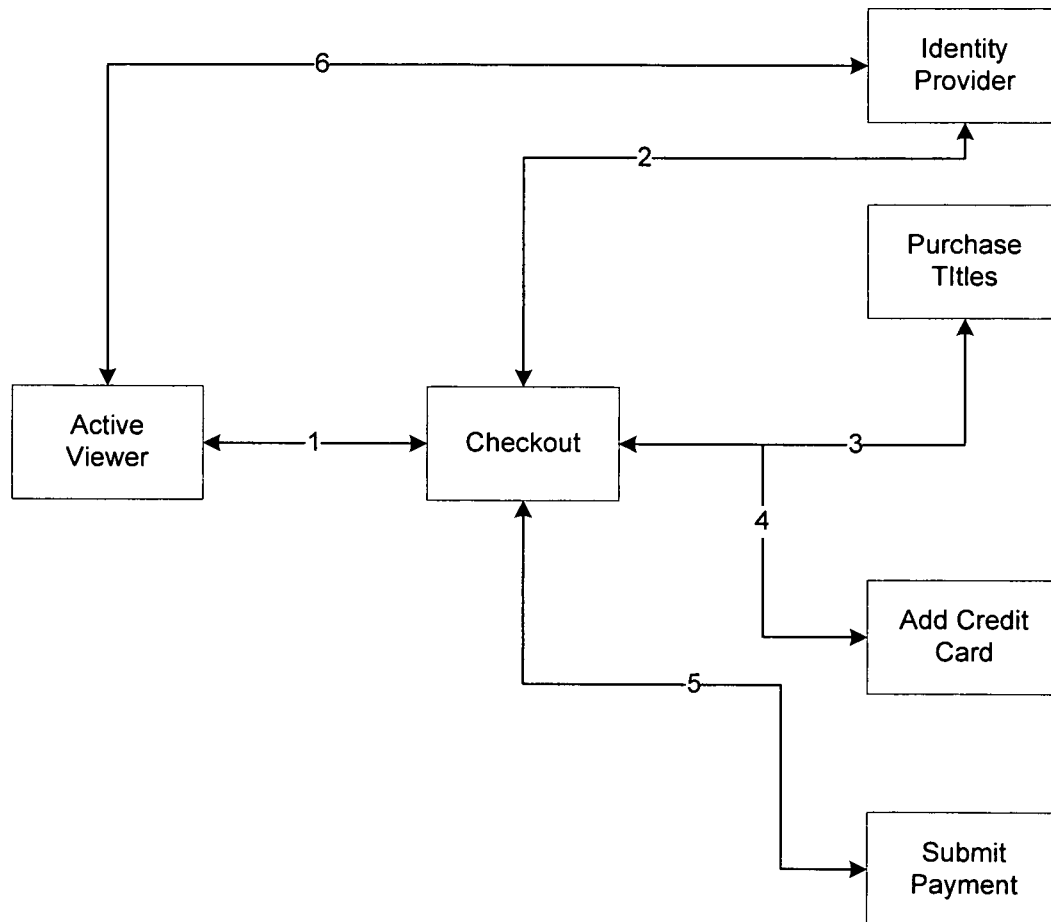 Identity
Provider
6
2
Purchase
TItles
Active
Viewer
1
Checkout
3
4
Add Credit
Card
5
Submit
Payment